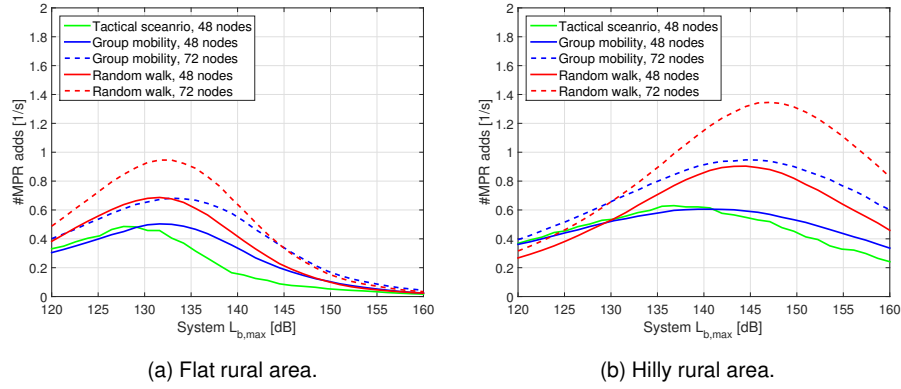 2
1.8
1.6
1.4
1.2
1
0.8
0.6
0.4
0.2
0
#MPR adds [1/s]
Tactical sceanrio, 48 nodes
Group mobility, 48 nodes
Group mobility, 72 nodes
Random walk, 48 nodes
Random walk, 72 nodes
120 125 130 135 140 145 150 155 160
System L_b,max [dB]
(a) Flat rural area.
2
1.8
1.6
1.4
1.2
1
0.8
0.6
0.4
0.2
0
#MPR adds [1/s]
Tactical sceanrio, 48 nodes
Group mobility, 48 nodes
Group mobility, 72 nodes
Random walk, 48 nodes
Random walk, 72 nodes
120 125 130 135 140 145 150 155 160
System L_b,max [dB]
(b) Hilly rural area.